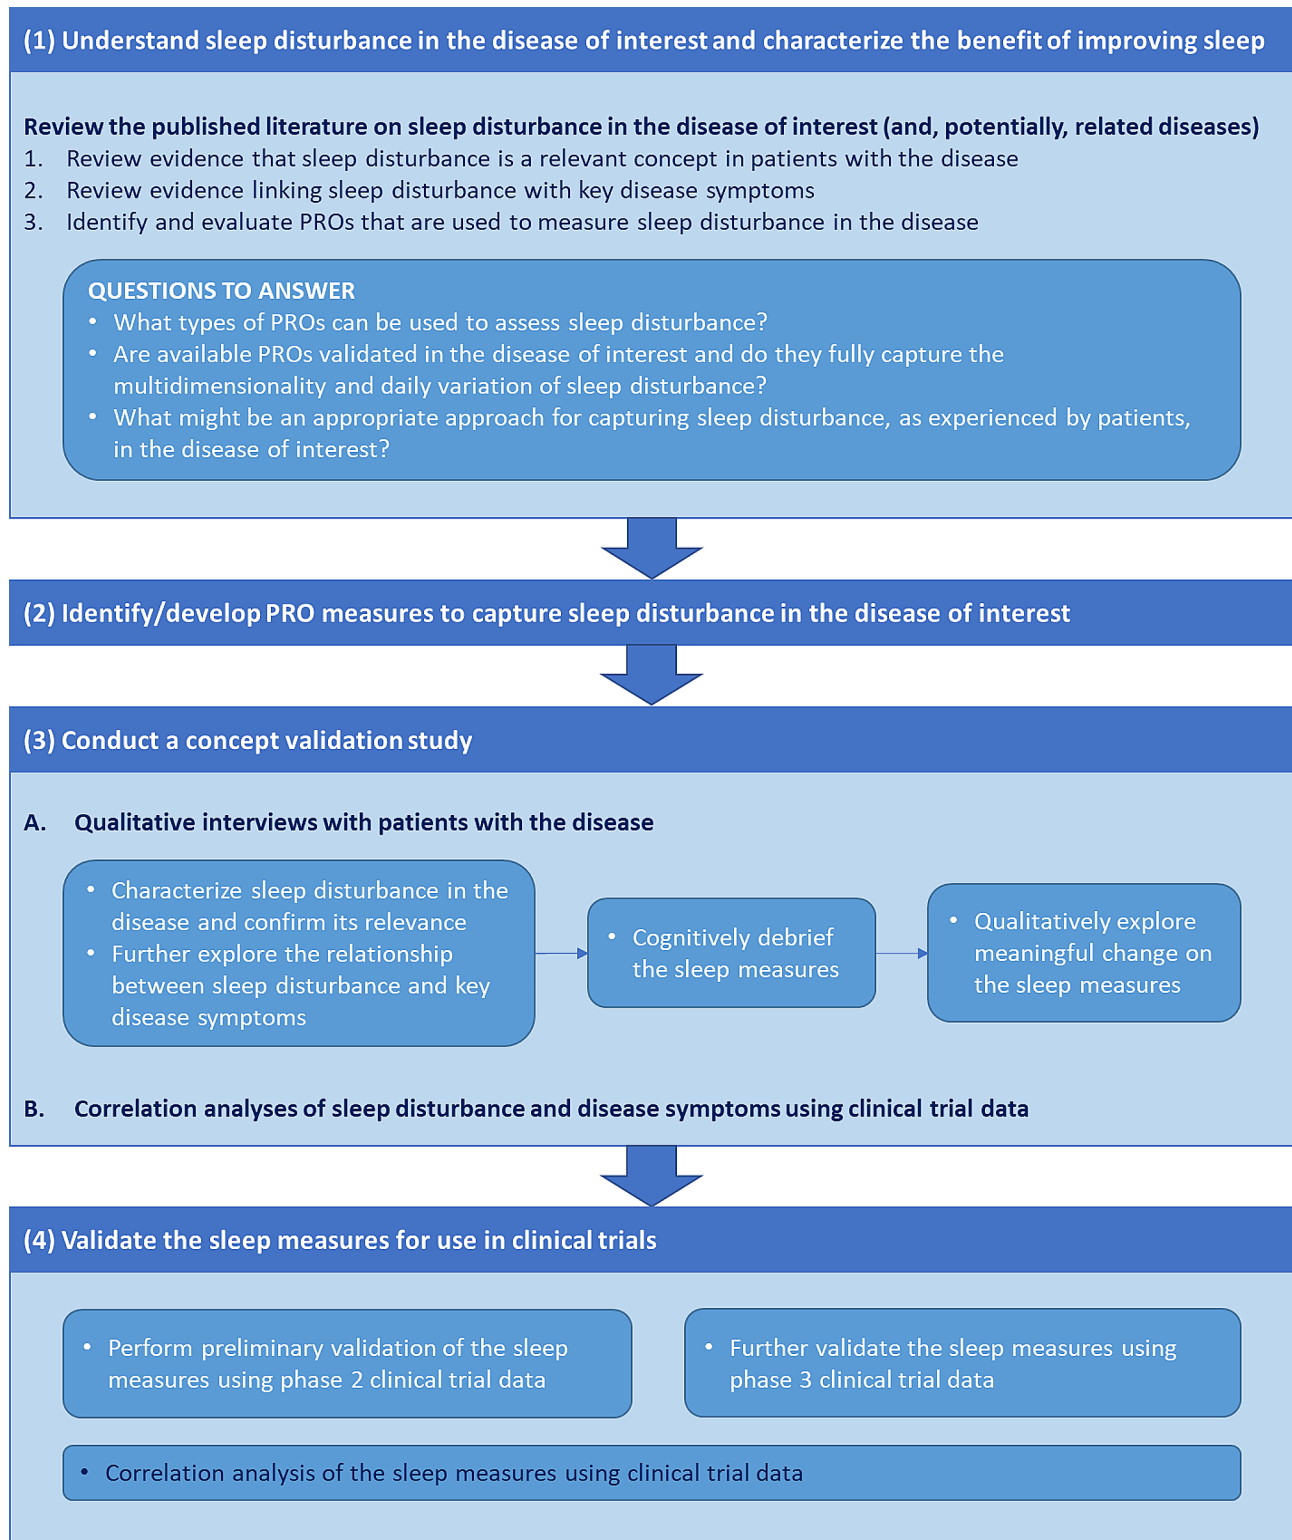 (1) Understand sleep disturbance in the disease of interest and characterize the benefit of improving sleep
Review the published literature on sleep disturbance in the disease of interest (and, potentially, related diseases)
1. Review evidence that sleep disturbance is a relevant concept in patients with the disease
2. Review evidence linking sleep disturbance with key disease symptoms
3. Identify and evaluate PROs that are used to measure sleep disturbance in the disease
QUESTIONS TO ANSWER
• What types of PROs can be used to assess sleep disturbance?
• Are available PROs validated in the disease of interest and do they fully capture the
multidimensionality and daily variation of sleep disturbance?
• What might be an appropriate approach for capturing sleep disturbance, as experienced by patients,
in the disease of interest?
(2) Identify/develop PRO measures to capture sleep disturbance in the disease of interest
(3) Conduct a concept validation study
A. Qualitative interviews with patients with the disease
• Characterize sleep disturbance in the
disease and confirm its relevance
• Further explore the relationship
between sleep disturbance and key
disease symptoms
• Cognitively debrief
the sleep measures
• Qualitatively explore
meaningful change on
the sleep measures
B. Correlation analyses of sleep disturbance and disease symptoms using clinical trial data
(4) Validate the sleep measures for use in clinical trials
• Perform preliminary validation of the sleep
measures using phase 2 clinical trial data
• Further validate the sleep measures using
phase 3 clinical trial data
• Correlation analysis of the sleep measures using clinical trial data